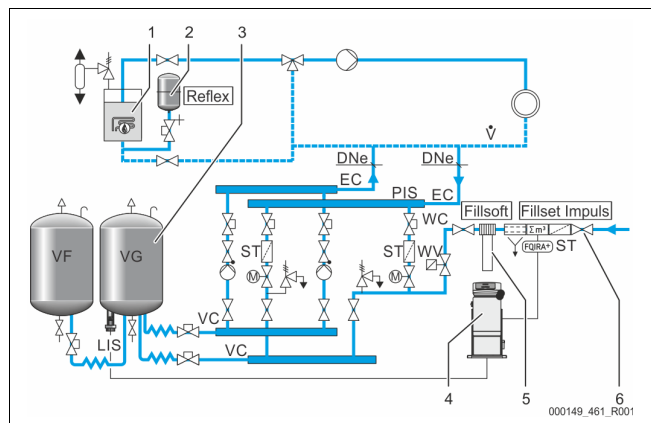 1 2 3
Reflex
V̇
DNe DNe
EC PIS EC
WC Fillsoft Fillset Impuls
ST ST WV Σm³ ST
FQIRA+
M M
VF VG
VC
LIS VC
4 5 6
000149_461_R001